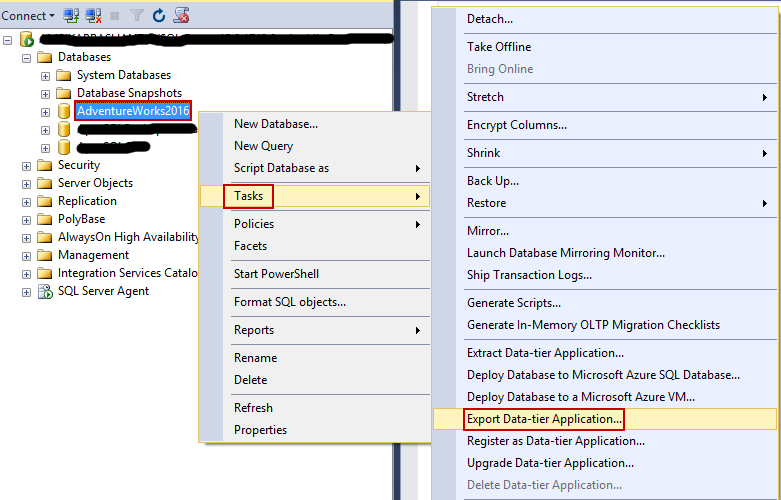 Connect
Databases
System Databases
Database Snapshots
AdventureWorks2016
Security
Server Objects
Replication
PolyBase
AlwaysOn High Availability
Management
Integration Services Catalo
SQL Server Agent
New Database...
New Query
Script Database as
Tasks
Policies
Facets
Start PowerShell
Format SQL objects...
Reports
Rename
Delete
Refresh
Properties
Detach...
Take Offline
Bring Online
Stretch
Encrypt Columns...
Shrink
Back Up...
Restore
Mirror...
Launch Database Mirroring Monitor...
Ship Transaction Logs...
Generate Scripts...
Generate In-Memory OLTP Migration Checklists
Extract Data-tier Application...
Deploy Database to Microsoft Azure SQL Database...
Deploy Database to a Microsoft Azure VM...
Export Data-tier Application...
Register as Data-tier Application...
Upgrade Data-tier Application...
Delete Data-tier Application...